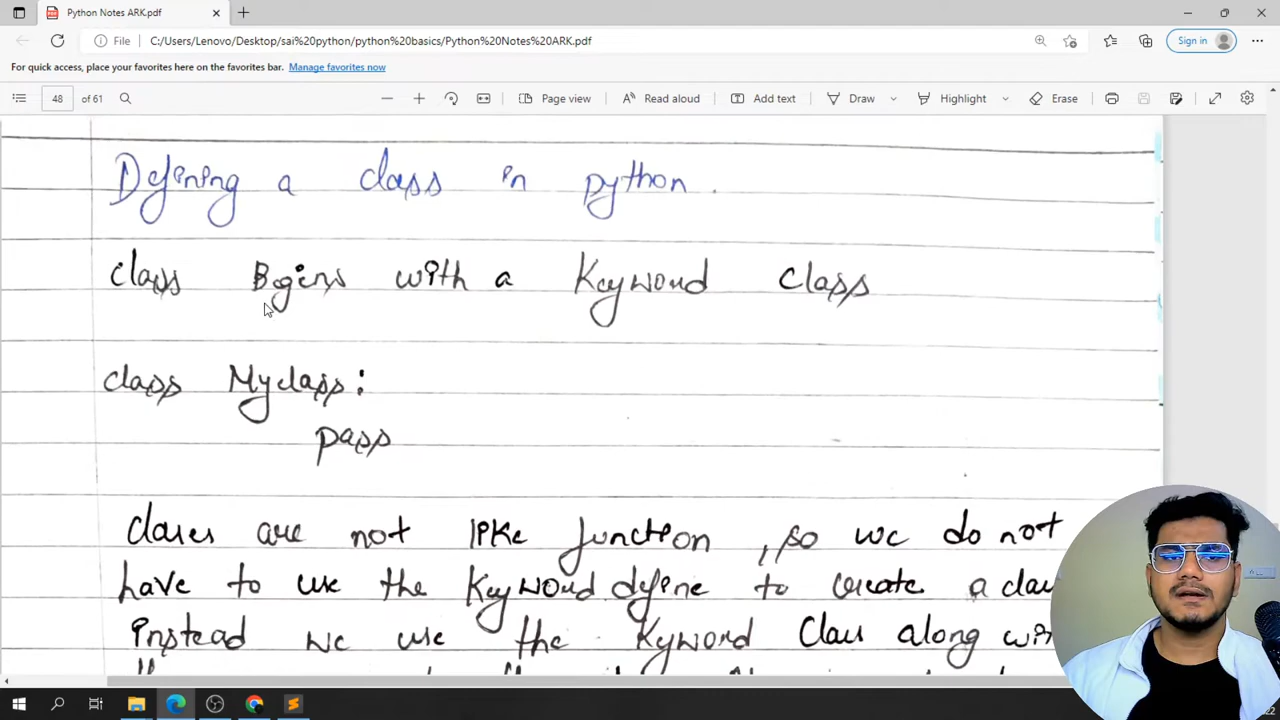 Python Notes ARK.pdf
File C:/Users/Lenovo/Desktop/sai%20python/python%20basics/Python%20Notes%20ARK.pdf
Sign in
For quick access, place your favorites here on the favorites bar. Manage favorites now
48 of 61 Page view Read aloud Add text Draw Highlight Erase
Defining a class in python.
class Begins with a Keyword Class
class Myclass:
pass
classes are not like function, so we do not
have to use the Keyword define to create a
instead we use the Kyword Class along